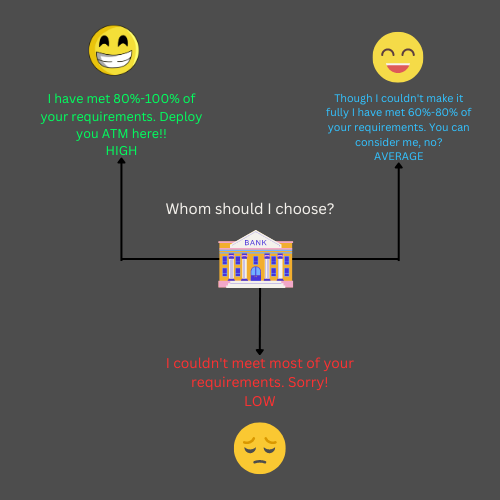 I have met 80%-100% of
your requirements. Deploy
you ATM here!!
HIGH
Though I couldn't make it
fully I have met 60%-80% of
your requirements. You can
consider me, no?
AVERAGE
Whom should I choose?
BANK
I couldn't meet most of your
requirements. Sorry!
LOW